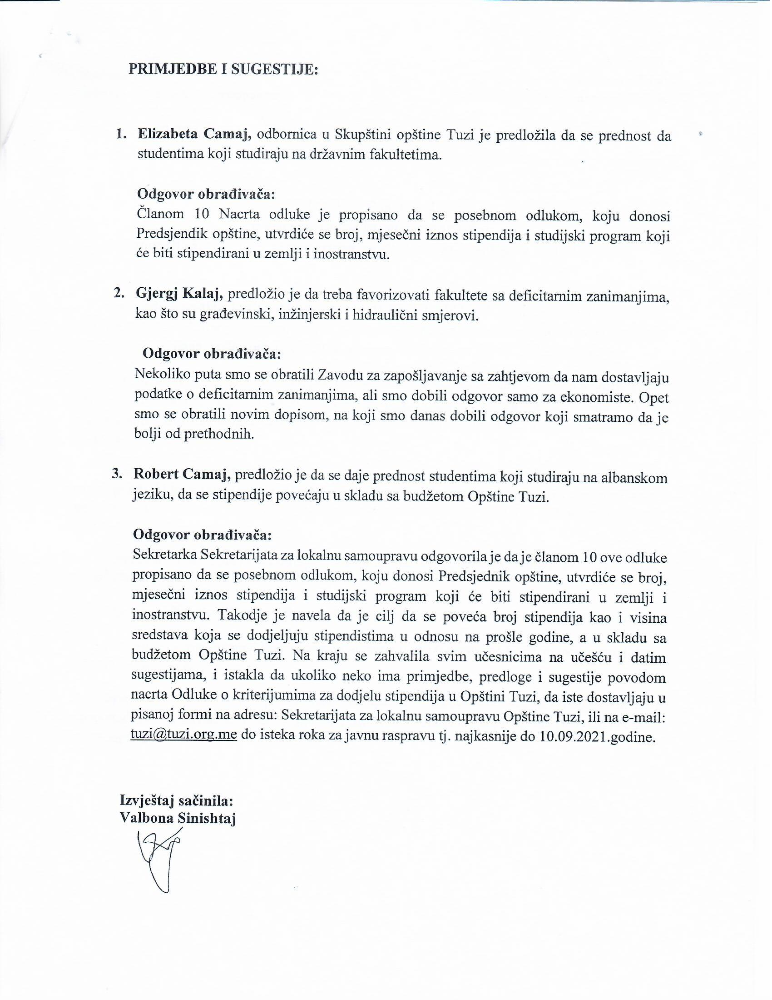 PRIMJEDBE I SUGESTIJE:
1. Elizabeta Camaj, odbornica u Skupštini opštine Tuzi je predložila da se prednost da
studentima koji studiraju na državnim fakultetima.
Odgovor obrađivača:
Članom 10 Nacrta odluke je propisano da se posebnom odlukom, koju donosi
Predsjendik opštine, utvrdiće se broj, mjesečni iznos stipendija i studijski program koji
će biti stipendirani u zemlji i inostranstvu.
2. Gjergj Kalaj, predložio je da treba favorizovati fakultete sa deficitarnim zanimanjima,
kao što su građevinski, inžinjerski i hidraulični smjerovi.
Odgovor obrađivača:
Nekoliko puta smo se obratili Zavodu za zapošljavanje sa zahtjevom da nam dostavljaju
podatke o deficitarnim zanimanjima, ali smo dobili odgovor samo za ekonomiste. Opet
smo se obratili novim dopisom, na koji smo danas dobili odgovor koji smatramo da je
bolji od prethodnih.
3. Robert Camaj, predložio je da se daje prednost studentima koji studiraju na albanskom
jeziku, da se stipendije povećaju u skladu sa budžetom Opštine Tuzi.
Odgovor obrađivača:
Sekretarka Sekretarijata za lokalnu samoupravu odgovorila je da je članom 10 ove odluke
propisano da se posebnom odlukom, koju donosi Predsjednik opštine, utvrdiće se broj,
mjesečni iznos stipendija i studijski program koji će biti stipendirani u zemlji i
inostranstvu. Takodje je navela da je cilj da se poveća broj stipendija kao i visina
sredstava koja se dodjeljuju stipendistima u odnosu na prošle godine, a u skladu sa
budžetom Opštine Tuzi. Na kraju se zahvalila svim učesnicima na učešću i datim
sugestijama, i istakla da ukoliko neko ima primjedbe, predloge i sugestije povodom
nacrta Odluke o kriterijumima za dodjelu stipendija u Opštini Tuzi, da iste dostavljaju u
pisanoj formi na adresu: Sekretarijata za lokalnu samoupravu Opštine Tuzi, ili na e-mail:
tuzi@tuzi.org.me do isteka roka za javnu raspravu tj. najkasnije do 10.09.2021.godine.
Izvještaj sačinila:
Valbona Sinishtaj